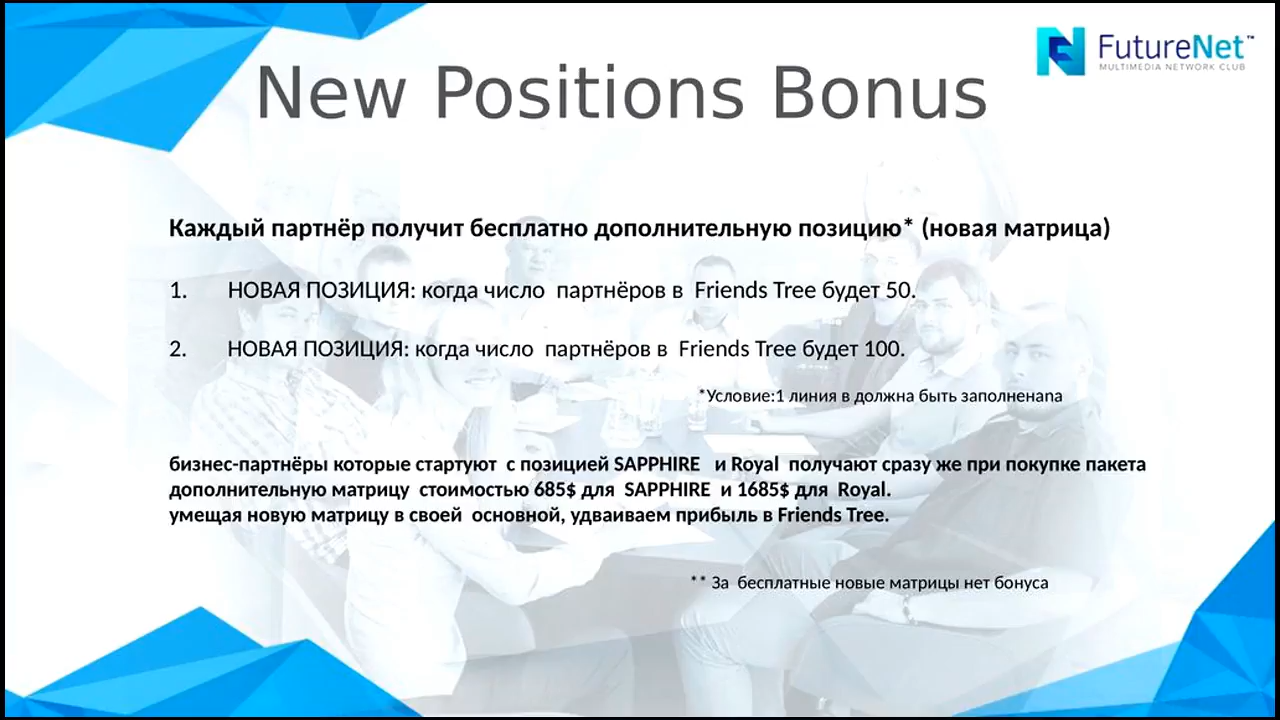 FutureNet™
MULTIMEDIA NETWORK CLUB
New Positions Bonus
Каждый партнёр получит бесплатно дополнительную позицию* (новая матрица)
1. НОВАЯ ПОЗИЦИЯ: когда число партнёров в Friends Tree будет 50.
2. НОВАЯ ПОЗИЦИЯ: когда число партнёров в Friends Tree будет 100.
*Условие:1 линия в должна быть заполненапа
бизнес-партнёры которые стартуют с позицией SAPPHIRE и Royal получают сразу же при покупке пакета
дополнительную матрицу стоимостью 685$ для SAPPHIRE и 1685$ для Royal.
умещая новую матрицу в своей основной, удваиваем прибыль в Friends Tree.
** За бесплатные новые матрицы нет бонуса